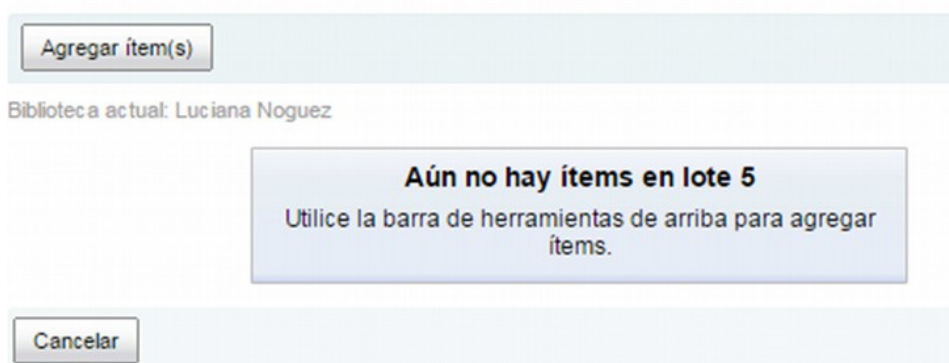 Agregar ítem(s)
Biblioteca actual: Luciana Noguez
Aún no hay ítems en lote 5
Utilice la barra de herramientas de arriba para agregar
ítems.
Cancelar